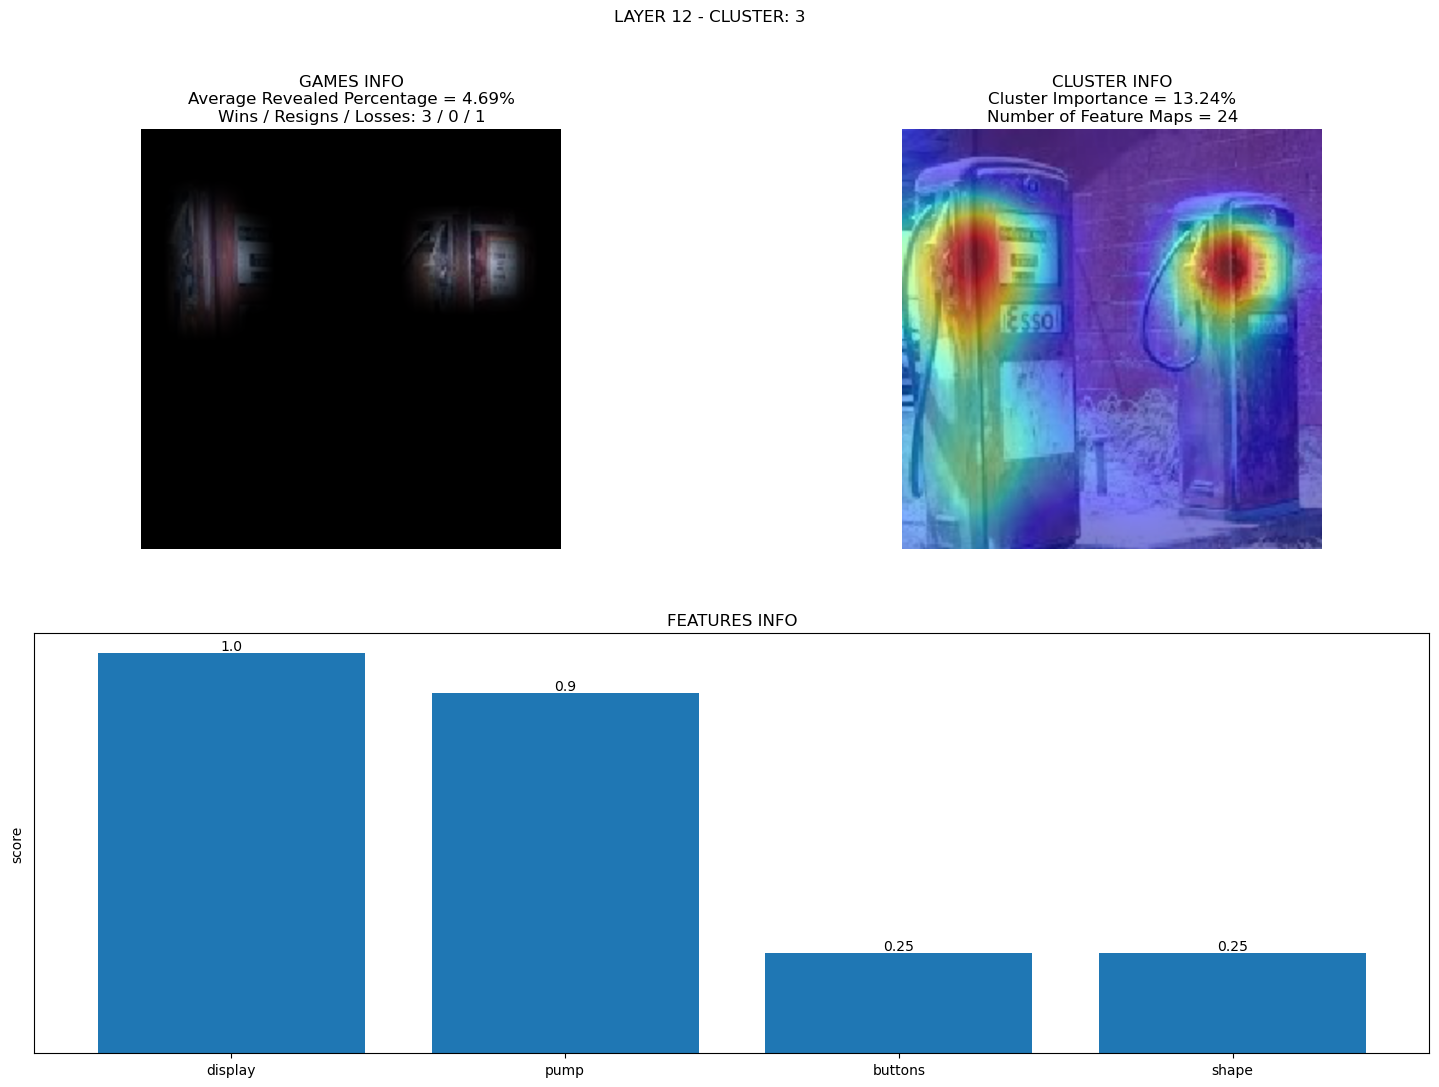 LAYER 12 - CLUSTER: 3
GAMES INFO
Average Revealed Percentage = 4.69%
Wins / Resigns / Losses: 3 / 0 / 1
CLUSTER INFO
Cluster Importance = 13.24%
Number of Feature Maps = 24
ESSO
FEATURES INFO
score
1.0
0.9
0.25
0.25
display
pump
buttons
shape